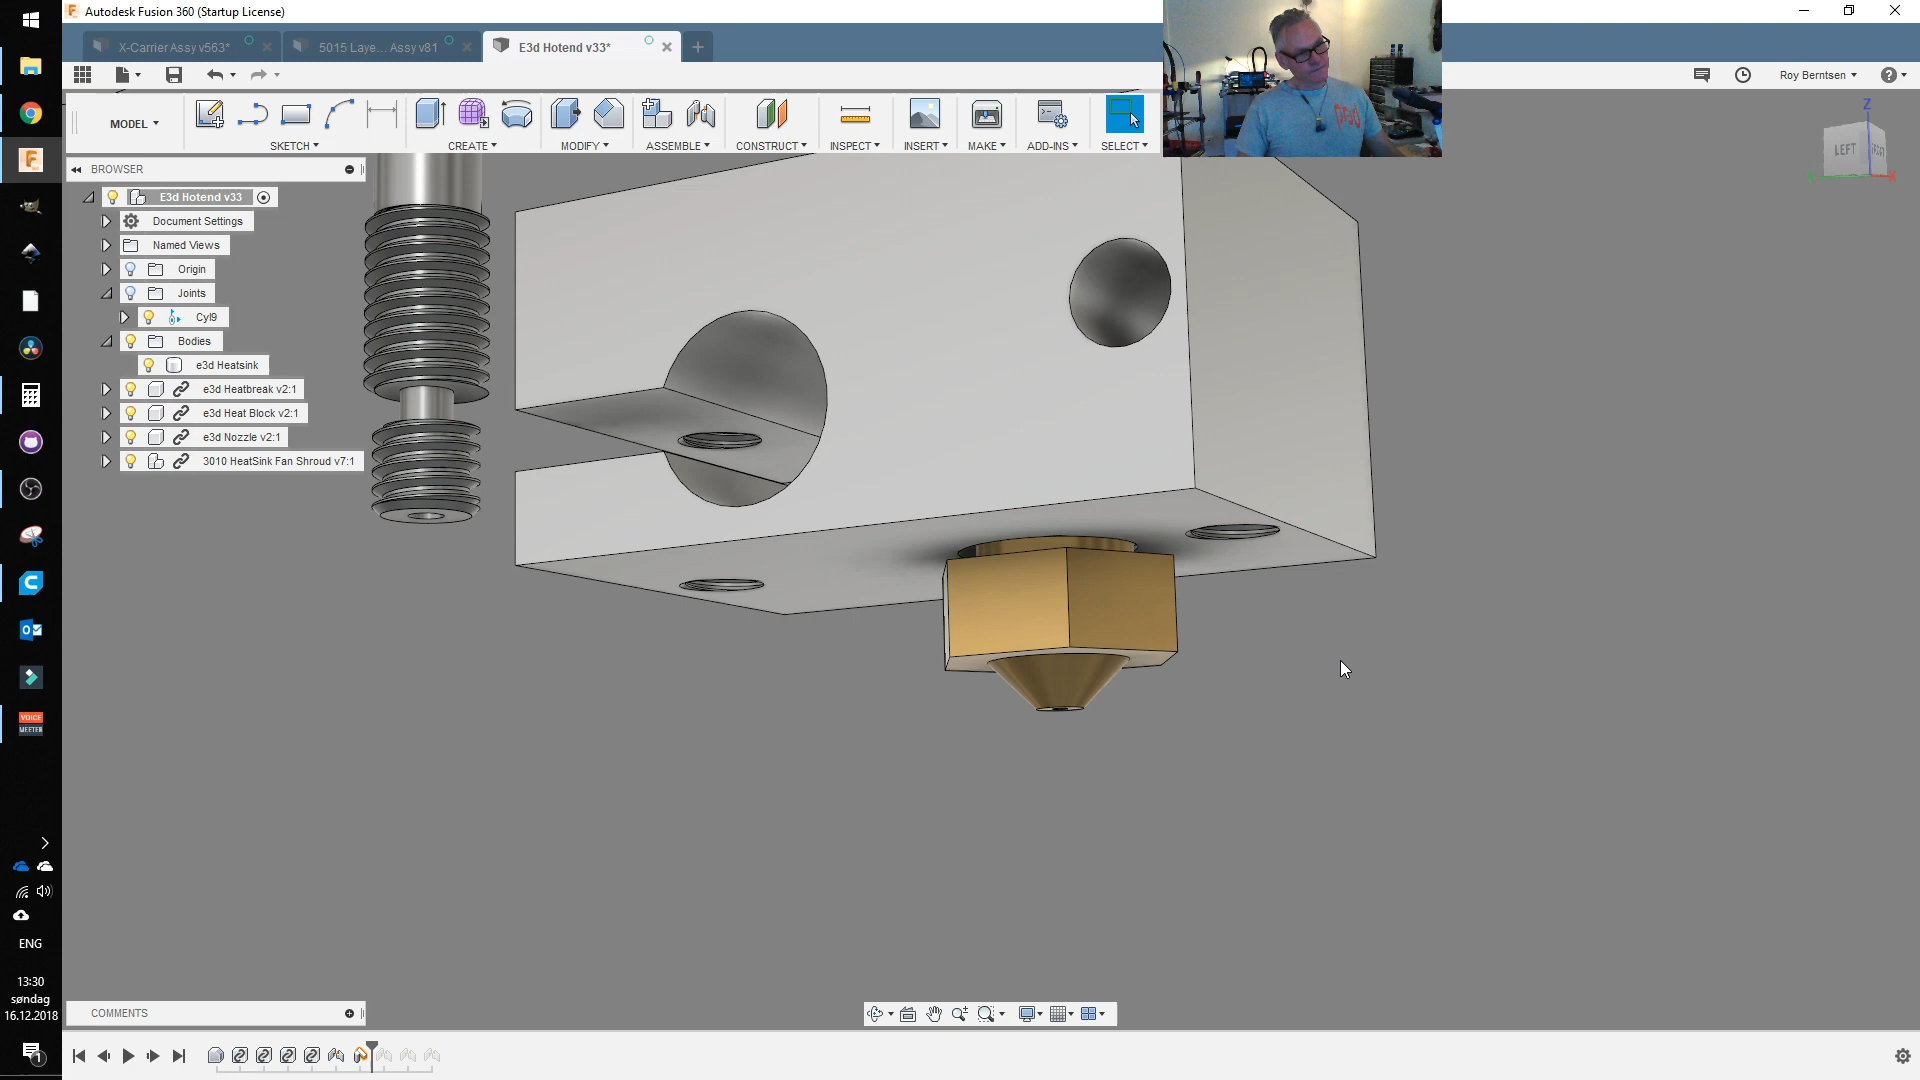 Autodesk Fusion 360 (Startup License)
X-Carrier Assy v563*
5015 Laye... Assy v81
E3d Hotend v33*
Roy Berntsen
MODEL
SKETCH
CREATE
MODIFY
ASSEMBLE
CONSTRUCT
INSPECT
INSERT
MAKE
ADD-INS
SELECT
Z
LEFT
X
BROWSER
E3d Hotend v33
Document Settings
Named Views
Origin
Joints
Cyl9
Bodies
e3d Heatsink
e3d Heatbreak v2:1
e3d Heat Block v2:1
e3d Nozzle v2:1
3010 HeatSink Fan Shroud v7:1
VOICE
MEETER
ENG
13:30
søndag
16.12.2018
1
COMMENTS